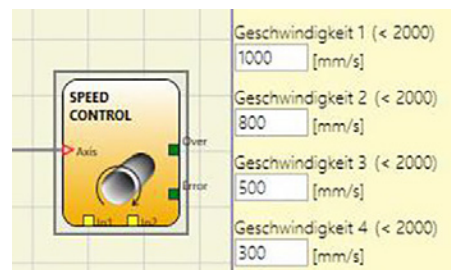 SPEED
CONTROL
Axis
Over
Error
In1 In2
Geschwindigkeit 1 (< 2000)
1000 [mm/s]
Geschwindigkeit 2 (< 2000)
800 [mm/s]
Geschwindigkeit 3 (< 2000)
500 [mm/s]
Geschwindigkeit 4 (< 2000)
300 [mm/s]